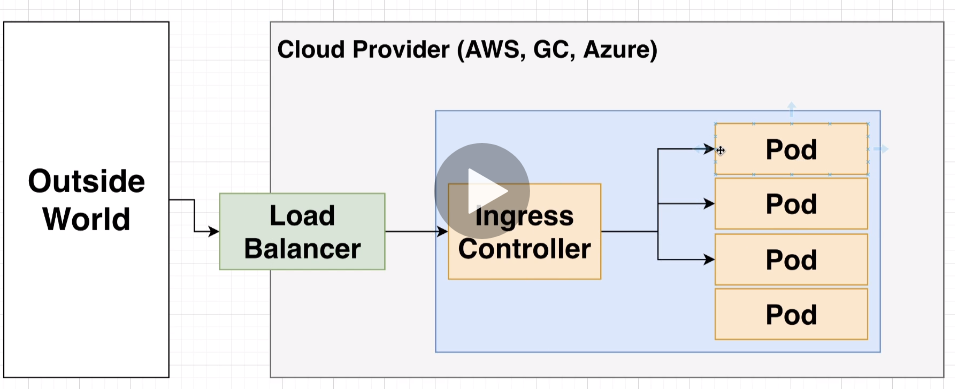 Cloud Provider (AWS, GC, Azure)
Outside
World
Load
Balancer
Ingress
Controller
Pod
Pod
Pod
Pod